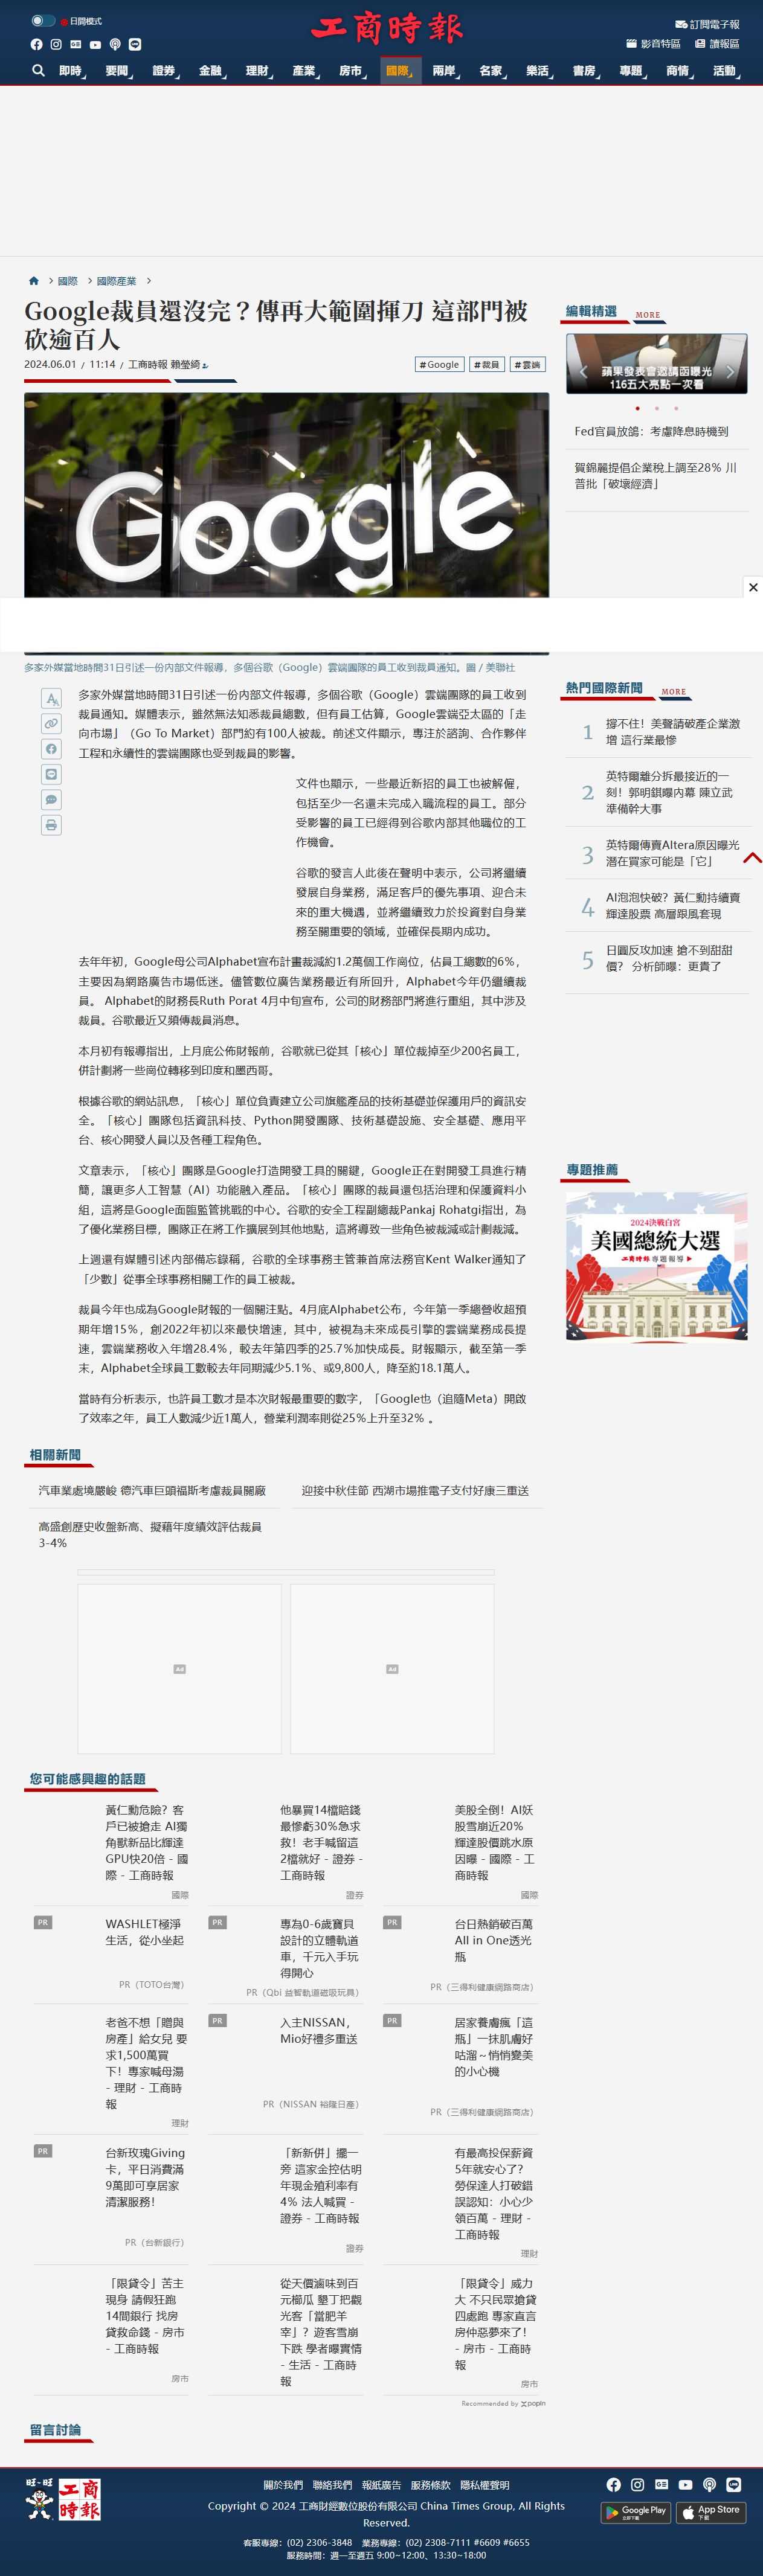 日間模式
工商時報
訂閱電子報
影音特區 讀報區
即時 要聞 證券 金融 理財 產業 房市 國際 兩岸 名家 樂活 書房 專題 商情 活動
國際 國際產業
Google裁員還沒完？傳再大範圍揮刀 這部門被
砍逾百人
2024.06.01 / 11:14 / 工商時報 賴瑩綺
#Google #裁員 #雲端
Google
多家外媒當地時間31日引述一份內部文件報導，多個谷歌（Google）雲端團隊的員工收到裁員通知。圖／美聯社
多家外媒當地時間31日引述一份內部文件報導，多個谷歌（Google）雲端團隊的員工收到
裁員通知。媒體表示，雖然無法知悉裁員總數，但有員工估算，Google雲端亞太區的「走
向市場」（Go To Market）部門約有100人被裁。前述文件顯示，專注於諮詢、合作夥伴
工程和永續性的雲端團隊也受到裁員的影響。
文件也顯示，一些最近新招的員工也被解僱，
包括至少一名還未完成入職流程的員工。部分
受影響的員工已經得到谷歌內部其他職位的工
作機會。
谷歌的發言人此後在聲明中表示，公司將繼續
發展自身業務，滿足客戶的優先事項、迎合未
來的重大機遇，並將繼續致力於投資對自身業
務至關重要的領域，並確保長期內成功。
去年年初，Google母公司Alphabet宣布計畫裁減約1.2萬個工作崗位，佔員工總數的6%，
主要因為網路廣告市場低迷。儘管數位廣告業務最近有所回升，Alphabet今年仍繼續裁
員。 Alphabet的財務長Ruth Porat 4月中旬宣布，公司的財務部門將進行重組，其中涉及
裁員。谷歌最近又頻傳裁員消息。
本月初有報導指出，上月底公佈財報前，谷歌就已從其「核心」單位裁掉至少200名員工，
併計劃將一些崗位轉移到印度和墨西哥。
根據谷歌的網站訊息，「核心」單位負責建立公司旗艦產品的技術基礎並保護用戶的資訊安
全。「核心」團隊包括資訊科技、Python開發團隊、技術基礎設施、安全基礎、應用平
台、核心開發人員以及各種工程角色。
文章表示，「核心」團隊是Google打造開發工具的關鍵，Google正在對開發工具進行精
簡，讓更多人工智慧（AI）功能融入產品。「核心」團隊的裁員還包括治理和保護資料小
組，這將是Google面臨監管挑戰的中心。谷歌的安全工程副總裁Pankaj Rohatgi指出，為
了優化業務目標，團隊正在將工作擴展到其他地點，這將導致一些角色被裁減或計劃裁減。
上週還有媒體引述內部備忘錄稱，谷歌的全球事務主管兼首席法務官Kent Walker通知了
「少數」從事全球事務相關工作的員工被裁。
裁員今年也成為Google財報的一個關注點。4月底Alphabet公布，今年第一季總營收超預
期年增15%，創2022年初以來最快增速，其中，被視為未來成長引擎的雲端業務成長提
速，雲端業務收入年增28.4%，較去年第四季的25.7%加快成長。財報顯示，截至第一季
末，Alphabet全球員工數較去年同期減少5.1%、或9,800人，降至約18.1萬人。
當時有分析表示，也許員工數才是本次財報最重要的數字，「Google也（追隨Meta）開啟
了效率之年，員工人數減少近1萬人，營業利潤率則從25%上升至32% 。
編輯精選 MORE
蘋果發表會邀請函曝光
16五大亮點一次看
Fed官員放鴿：考慮降息時機到
賀錦麗提倡企業稅上調至28% 川
普批「破壞經濟」
熱門國際新聞 MORE
1 撐不住！美聲請破產企業激
增 這行業最慘
2 英特爾離分拆最接近的一
刻！郭明錤曝內幕 陳立武
準備幹大事
3 英特爾傳賣Altera原因曝光
潛在買家可能是「它」
4 AI泡泡快破？黃仁勳持續賣
輝達股票 高層跟風套現
5 日圓反攻加速 搶不到甜甜
價？ 分析師曝：更貴了
專題推薦
2024決戰白宮
美國總統大選
工商時報 專題報導
相關新聞
汽車業處境嚴峻 德汽車巨頭福斯考慮裁員關廠
迎接中秋佳節 西湖市場推電子支付好康三重送
高盛創歷史收盤新高、擬藉年度績效評估裁員
3-4%
Ad
Ad
您可能感興趣的話題
黃仁勳危險？客
戶已被搶走 AI獨
角獸新品比輝達
GPU快20倍 - 國
際 - 工商時報
國際
他暴買14檔賠錢
最慘虧30%急求
救！老手喊留這
2檔就好 - 證券 -
工商時報
證券
美股全倒！AI妖
股雪崩近20%
輝達股價跳水原
因曝 - 國際 - 工
商時報
國際
PR
WASHLET極淨
生活，從小坐起
PR（TOTO台灣）
PR
專為0-6歲寶貝
設計的立體軌道
車，千元入手玩
得開心
PR（Qbi 益智軌道磁吸玩具）
PR
台日熱銷破百萬
All in One透光
瓶
PR（三得利健康網路商店）
老爸不想「贈與
房產」給女兒 要
求1,500萬買
下！專家喊母湯
- 理財 - 工商時
報
理財
PR
入主NISSAN，
Mio好禮多重送
PR（NISSAN 裕隆日產）
PR
居家養膚瘋「這
瓶」一抹肌膚好
咕溜～悄悄變美
的小心機
PR（三得利健康網路商店）
PR
台新玫瑰Giving
卡，平日消費滿
9萬即可享居家
清潔服務！
PR（台新銀行）
「新新併」擺一
旁 這家金控估明
年現金殖利率有
4% 法人喊買 -
證券 - 工商時報
證券
有最高投保薪資
5年就安心了？
勞保達人打破錯
誤認知：小心少
領百萬 - 理財 -
工商時報
理財
「限貸令」苦主
現身 請假狂跑
14間銀行 找房
貸救命錢 - 房市
- 工商時報
房市
從天價滷味到百
元櫛瓜 墾丁把觀
光客「當肥羊
宰」？遊客雪崩
下跌 學者曝實情
- 生活 - 工商時
報
「限貸令」威力
大 不只民眾搶貸
四處跑 專家直言
房仲惡夢來了！
- 房市 - 工商時
報
房市
Recommended by popIn
留言討論
旺旺
工商時報
關於我們 聯絡我們 報紙廣告 服務條款 隱私權聲明
Copyright © 2024 工商財經數位股份有限公司 China Times Group, All Rights
Reserved.
客服專線：(02) 2306-3848 業務專線：(02) 2308-7111 #6609 #6655
服務時間：週一至週五 9:00~12:00、13:30~18:00
Google Play
立即下載
App Store
下載